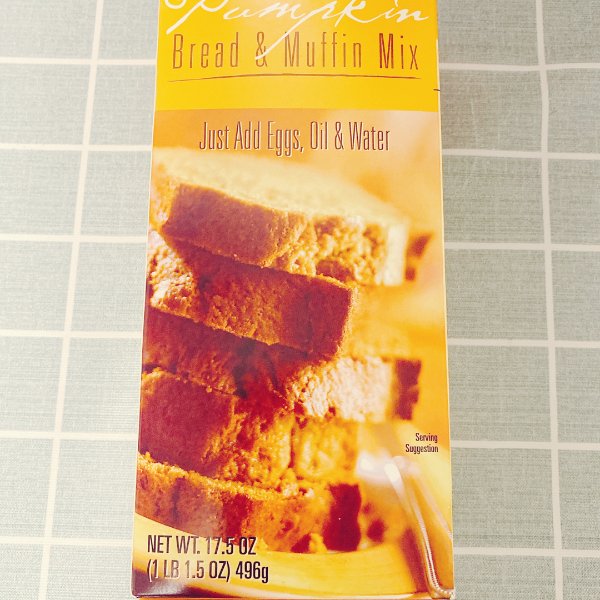 Pumpkin
Bread & Muffin Mix
Just Add Eggs, Oil & Water
Serving
Suggestion
NET WT. 17.5 OZ
(1 LB 1.5 OZ) 496g